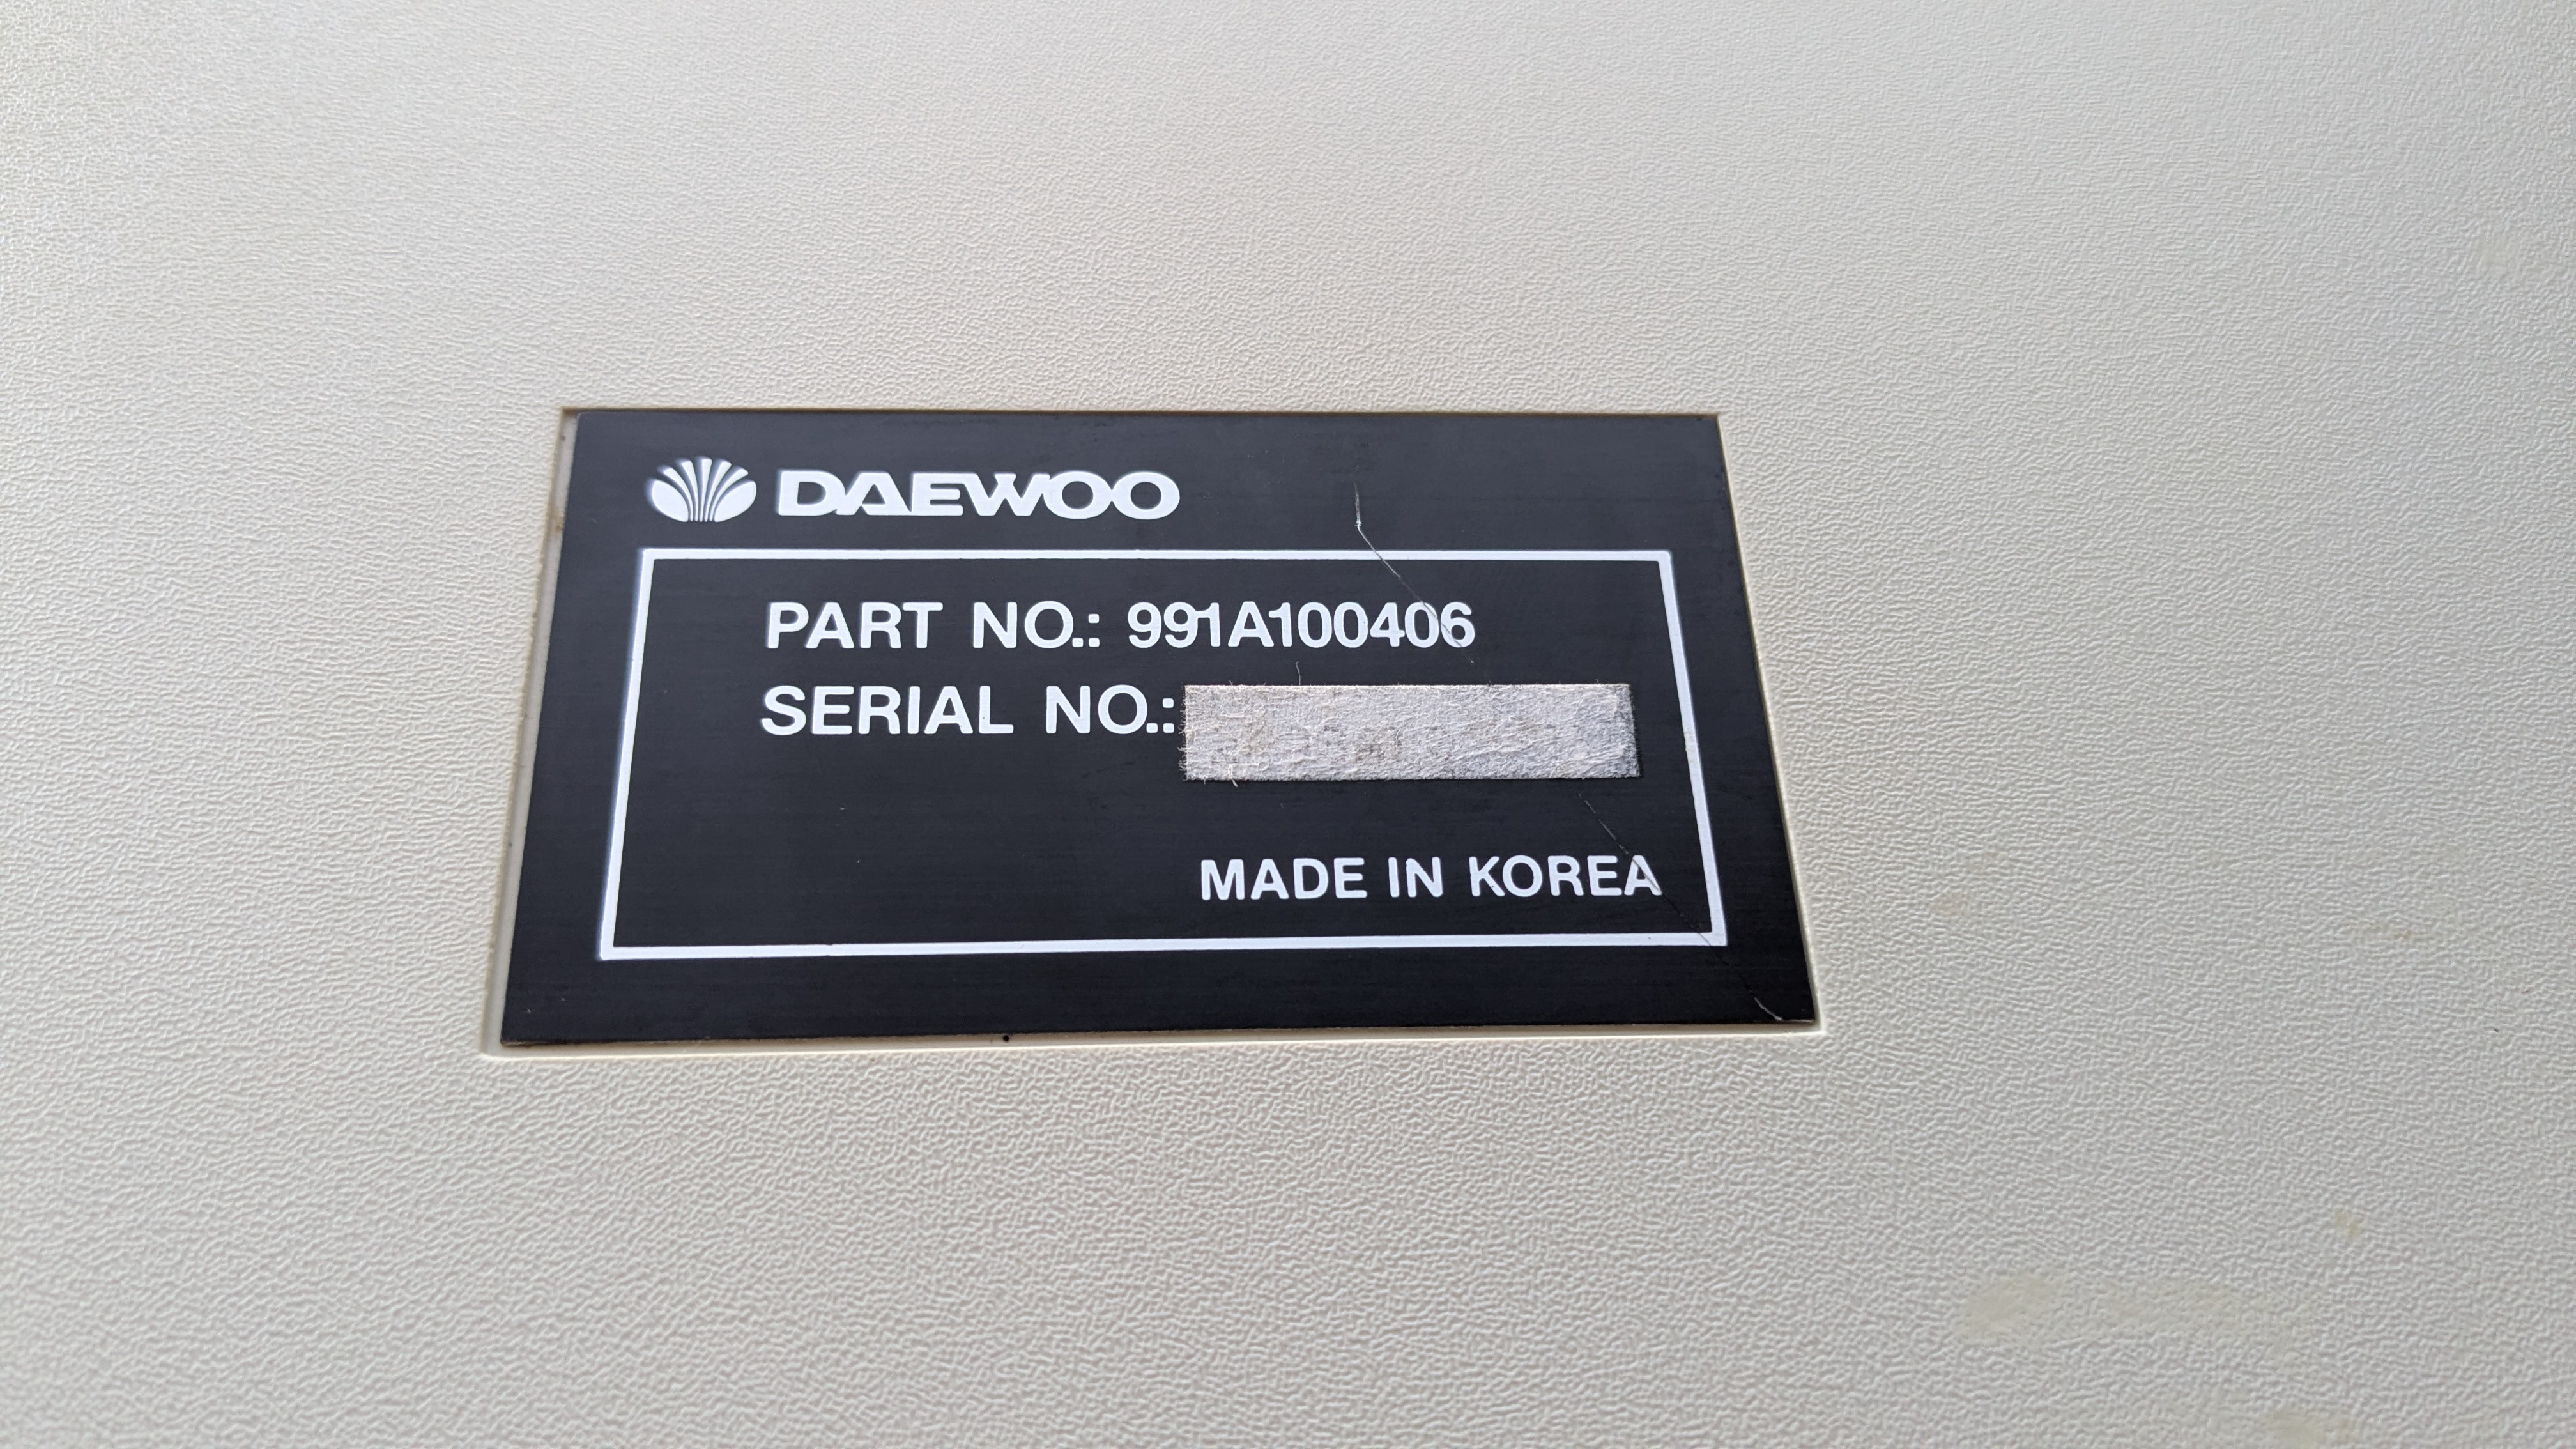 DAEWOO
PART NO.: 991A100406
SERIAL NO.:
MADE IN KOREA